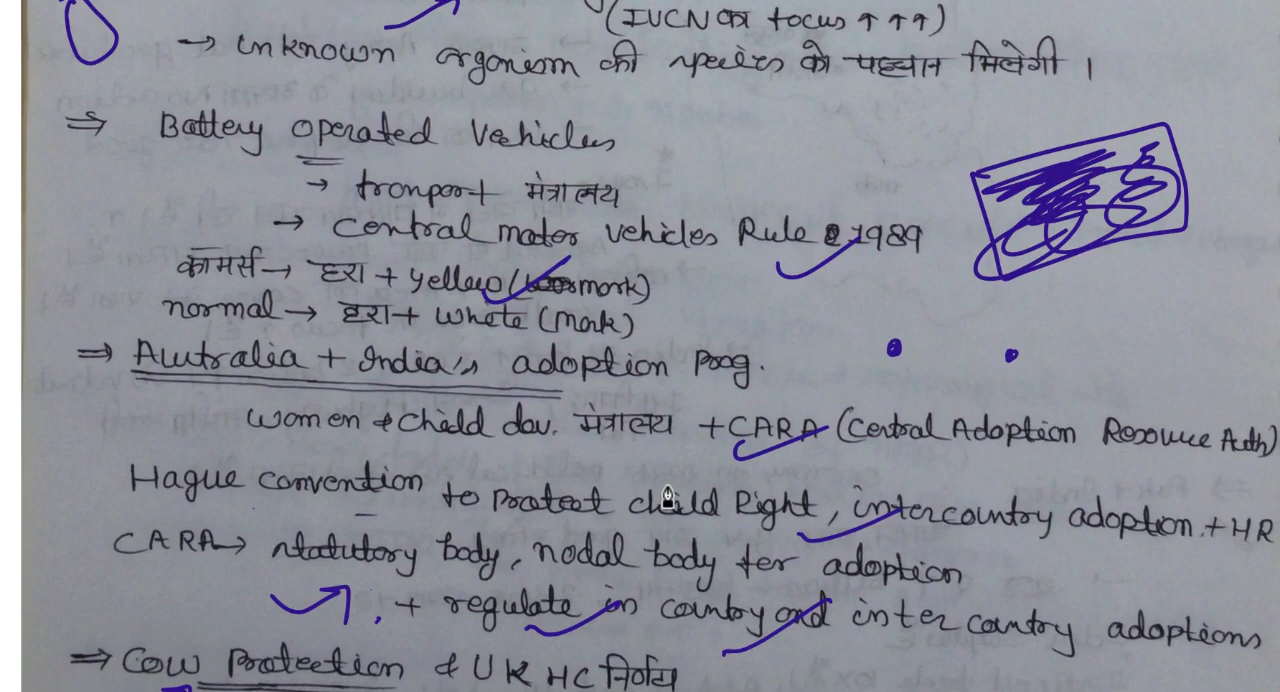 (IUCN का focus ↑ ↑ ↑)
→ unknown organism की species को पहचान मिलेगी ।
⇒ Battery operated Vehicles
→ tronport मंत्रालय
→ Central motor vehicles Rule 1989
कामर्स → हरा + yellow (mark)
normal → हरा + white (mark)
⇒ Australia + India's adoption Prog.
Women & Child dev. मंत्रालय + CARA (Central Adoption Resource Auth)
Hague convention to Protect child Right, intercountry adoption + HR
CARA → statutory body, nodal body for adoption
+ regulate in country and inter country adoptions
⇒ Cow Protection & UK HC निर्णय